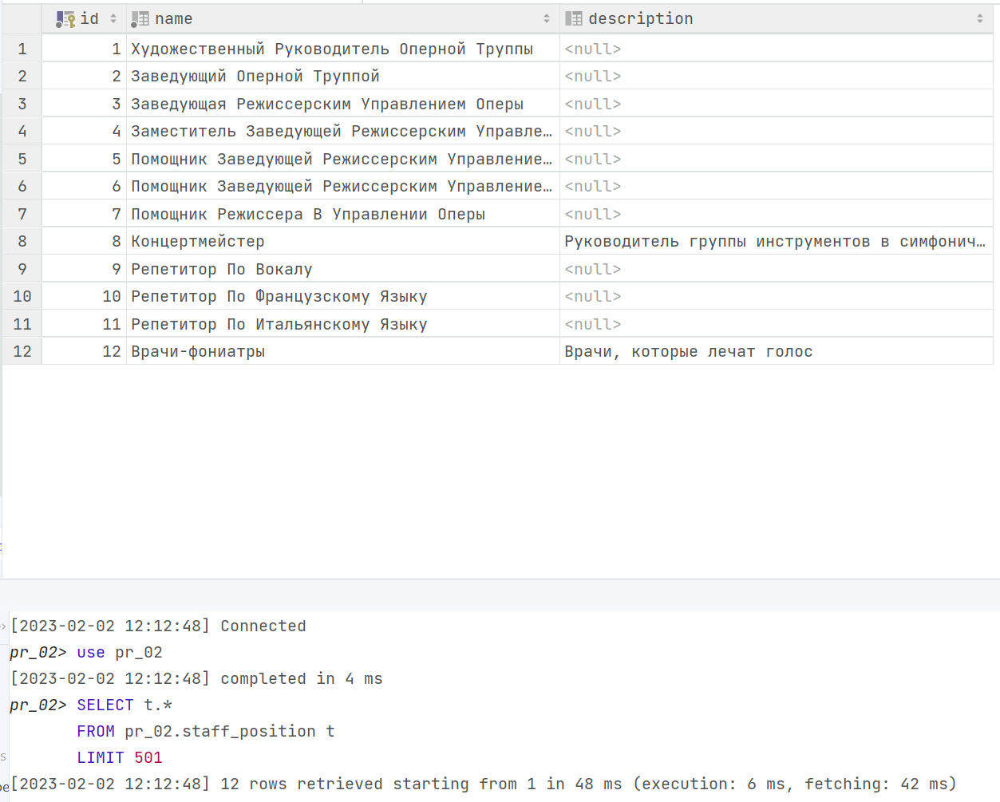 id name description
1 1 Художественный Руководитель Оперной Труппы <null>
2 2 Заведующий Оперной Труппой <null>
3 3 Заведующая Режиссерским Управлением Оперы <null>
4 4 Заместитель Заведующей Режиссерским Управле… <null>
5 5 Помощник Заведующей Режиссерским Управление… <null>
6 6 Помощник Заведующей Режиссерским Управление… <null>
7 7 Помощник Режиссера В Управлении Оперы <null>
8 8 Концертмейстер Руководитель группы инструментов в симфонич…
9 9 Репетитор По Вокалу <null>
10 10 Репетитор По Французскому Языку <null>
11 11 Репетитор По Итальянскому Языку <null>
12 12 Врачи-фониатры Врачи, которые лечат голос
[2023-02-02 12:12:48] Connected
pr_02> use pr_02
[2023-02-02 12:12:48] completed in 4 ms
pr_02> SELECT t.*
FROM pr_02.staff_position t
LIMIT 501
[2023-02-02 12:12:48] 12 rows retrieved starting from 1 in 48 ms (execution: 6 ms, fetching: 42 ms)